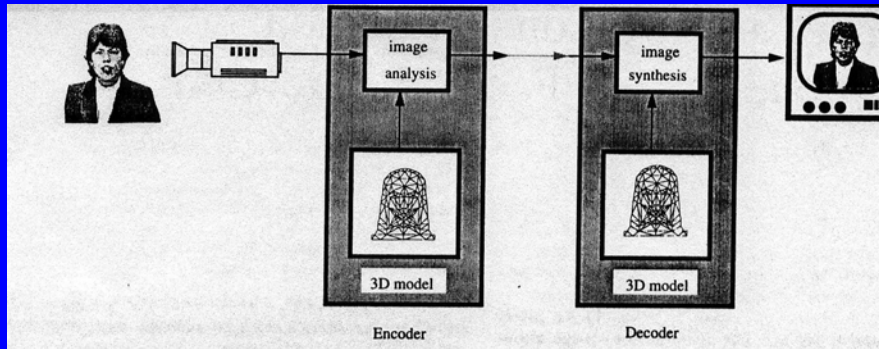 image
analysis
image
synthesis
3D model
3D model
Encoder
Decoder